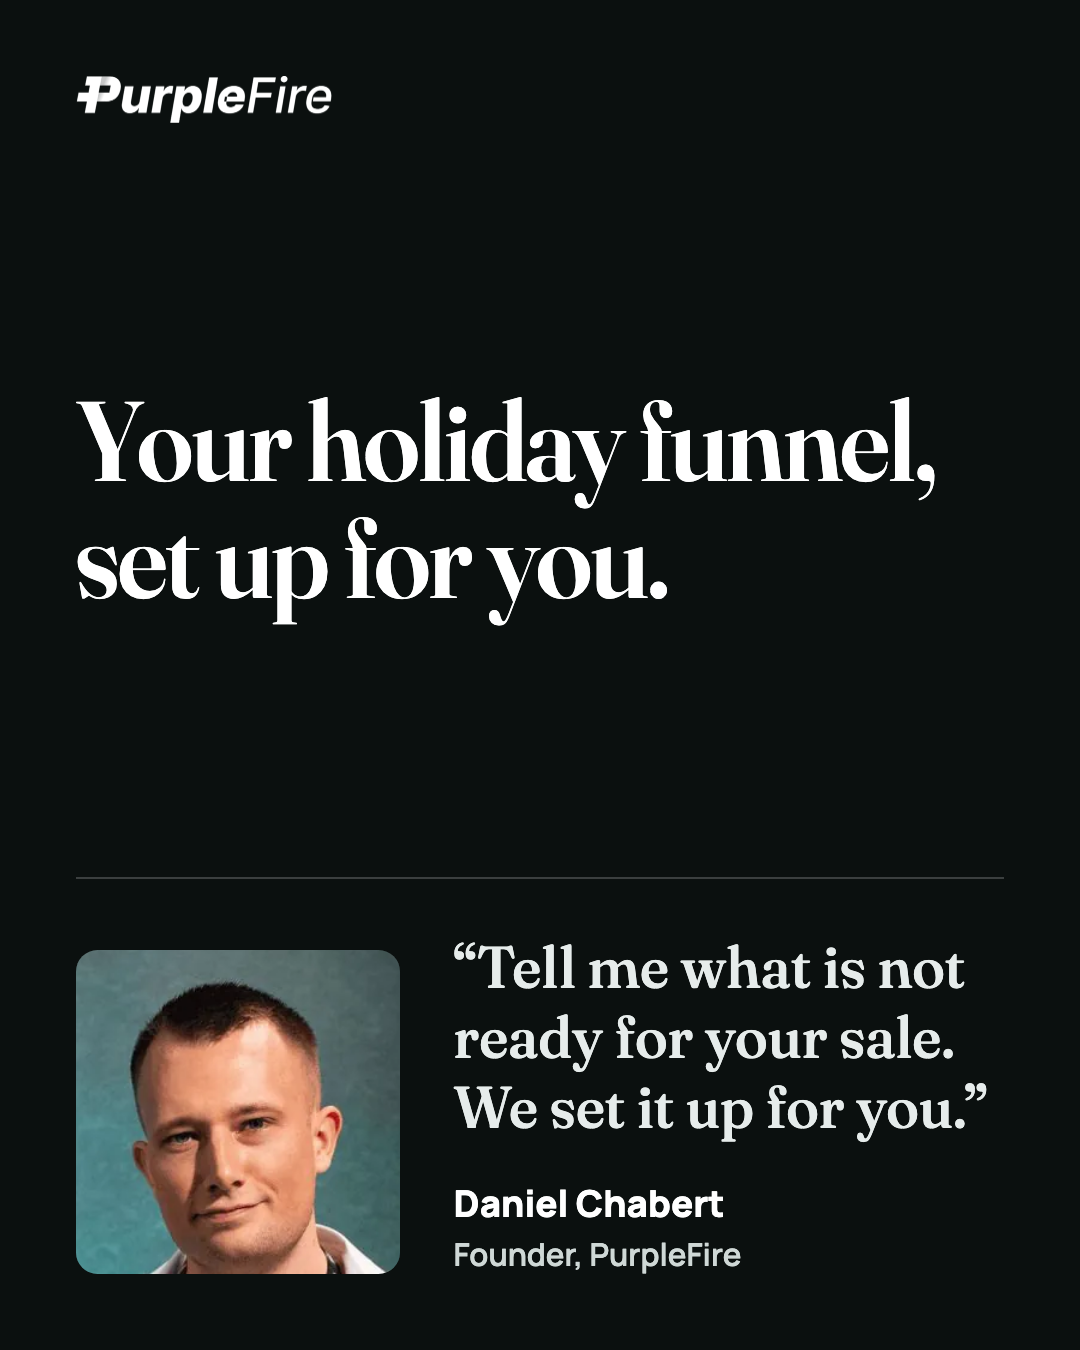 PurpleFire
Your holiday funnel,
set up for you.
“Tell me what is not
ready for your sale.
We set it up for you.”
Daniel Chabert
Founder, PurpleFire